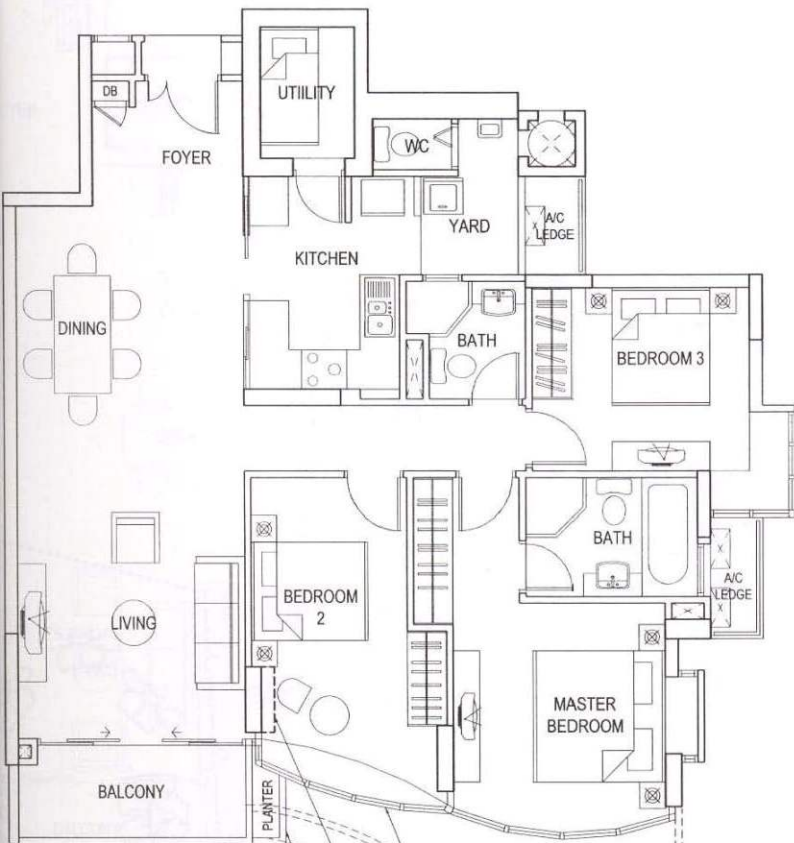 UTIILITY
DB
WC
FOYER
YARD
A/C
LEDGE
KITCHEN
DINING
BATH
BEDROOM 3
BATH
A/C
LEDGE
BEDROOM
2
LIVING
MASTER
BEDROOM
BALCONY
PLANTER